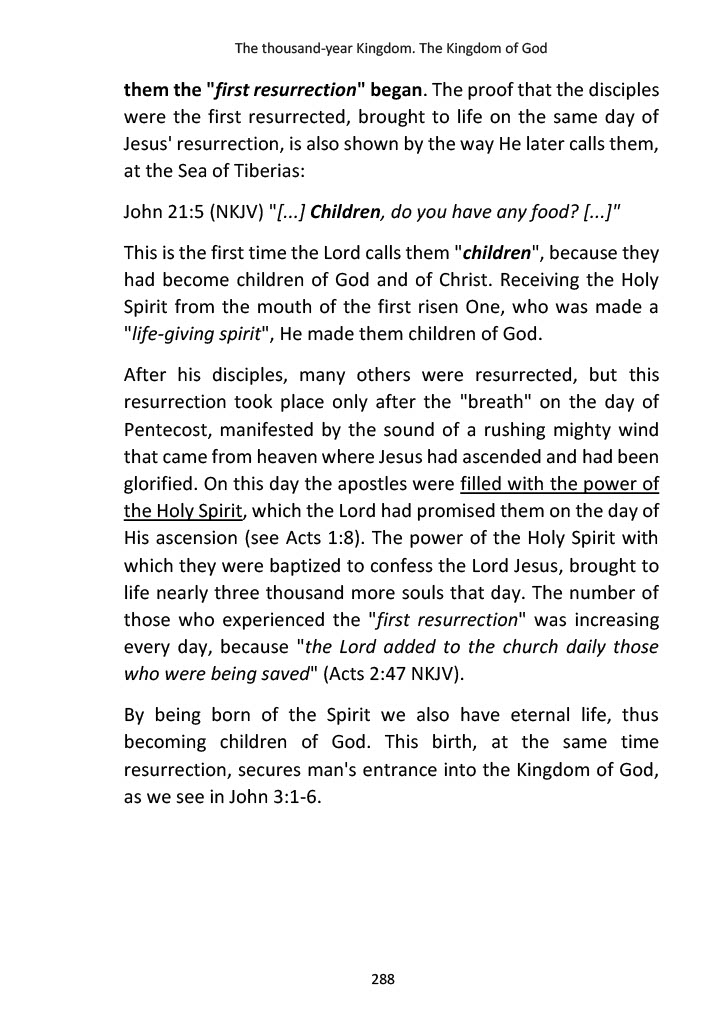 The thousand-year Kingdom. The Kingdom of God
them the "first resurrection" began. The proof that the disciples
were the first resurrected, brought to life on the same day of
Jesus' resurrection, is also shown by the way He later calls them,
at the Sea of Tiberias:
John 21:5 (NKJV) "[...] Children, do you have any food? [...]"
This is the first time the Lord calls them "children", because they
had become children of God and of Christ. Receiving the Holy
Spirit from the mouth of the first risen One, who was made a
"life-giving spirit", He made them children of God.
After his disciples, many others were resurrected, but this
resurrection took place only after the "breath" on the day of
Pentecost, manifested by the sound of a rushing mighty wind
that came from heaven where Jesus had ascended and had been
glorified. On this day the apostles were filled with the power of
the Holy Spirit, which the Lord had promised them on the day of
His ascension (see Acts 1:8). The power of the Holy Spirit with
which they were baptized to confess the Lord Jesus, brought to
life nearly three thousand more souls that day. The number of
those who experienced the "first resurrection" was increasing
every day, because "the Lord added to the church daily those
who were being saved" (Acts 2:47 NKJV).
By being born of the Spirit we also have eternal life, thus
becoming children of God. This birth, at the same time
resurrection, secures man's entrance into the Kingdom of God,
as we see in John 3:1-6.
288